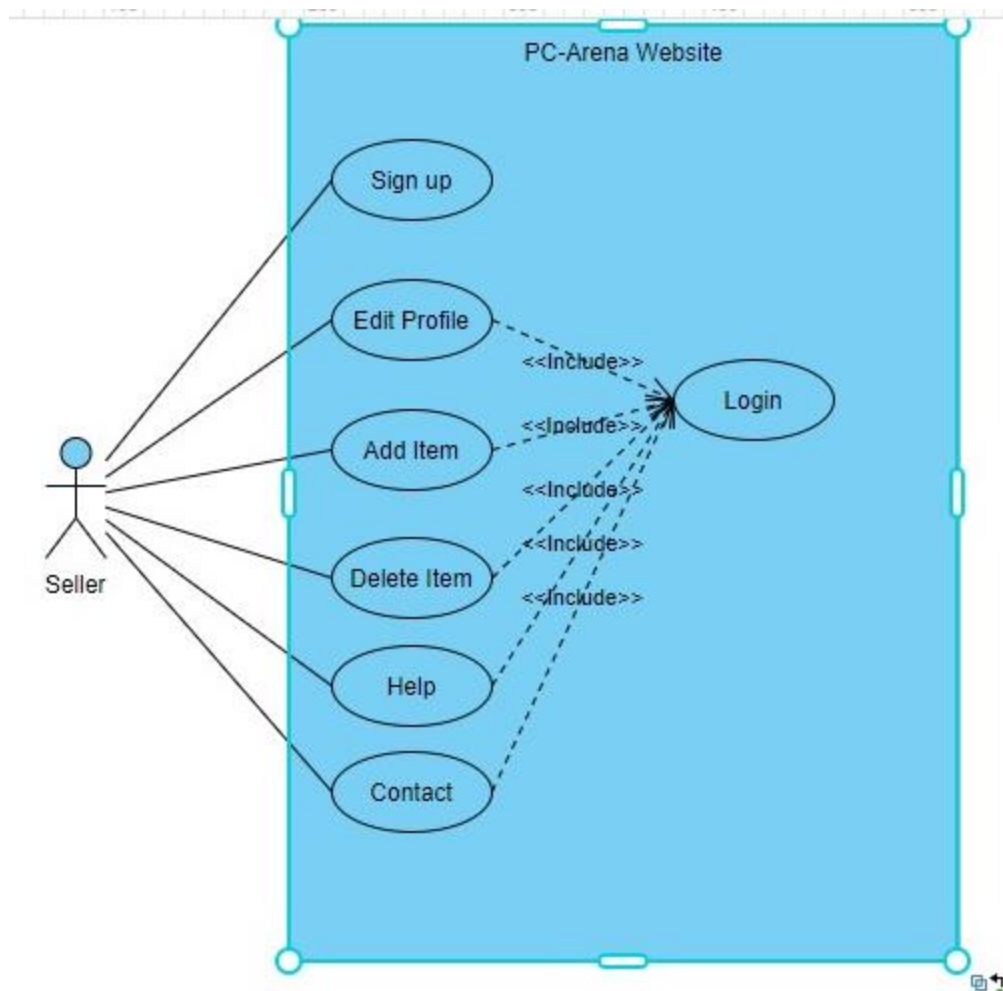 PC-Arena Website
Sign up
Edit Profile
<<Include>>
Login
<<Include>>
Add Item
<<Include>>
<<Include>>
Delete Item
Seller
<<Include>>
Help
Contact